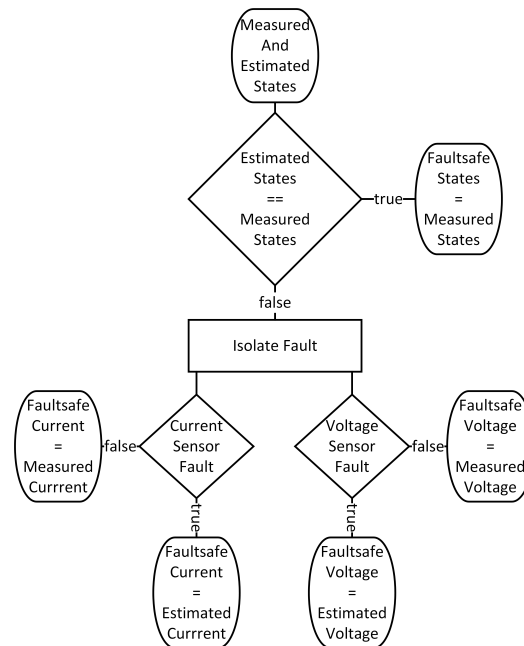 Measured
And
Estimated
States
Estimated
States
==
Measured
States
true
Faultsafe
States
=
Measured
States
false
Isolate Fault
Faultsafe
Current
=
Measured
Currrent
false
Current
Sensor
Fault
Voltage
Sensor
Fault
false
Faultsafe
Voltage
=
Measured
Voltage
true
true
Faultsafe
Current
=
Estimated
Currrent
Faultsafe
Voltage
=
Estimated
Voltage